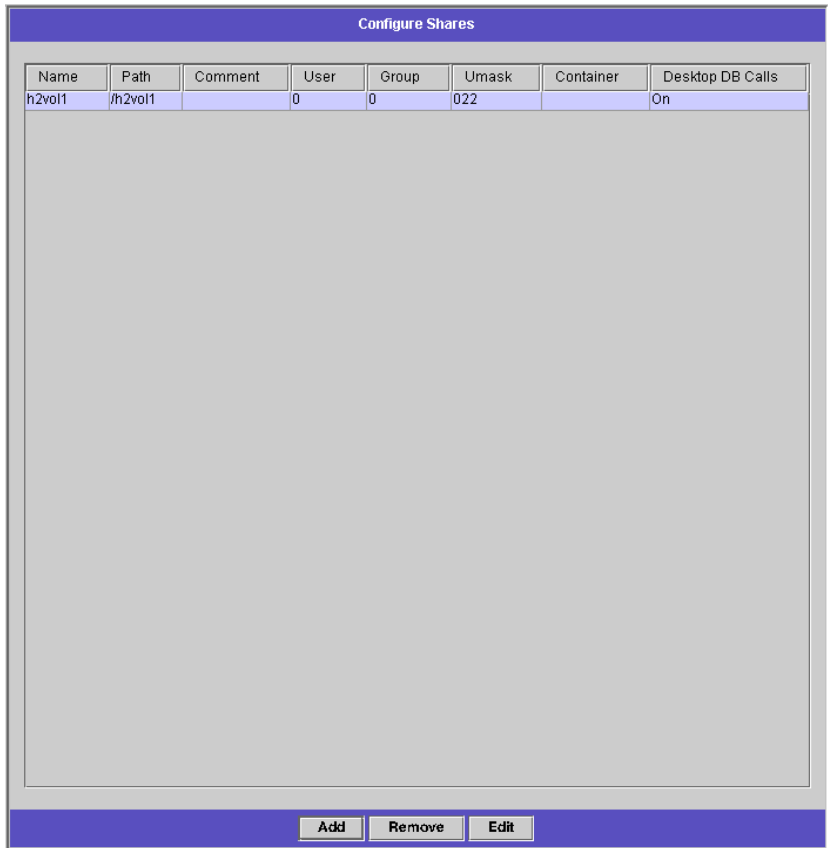 Configure Shares
Name Path Comment User Group Umask Container Desktop DB Calls
h2vol1 /h2vol1 0 0 022 On
Add Remove Edit